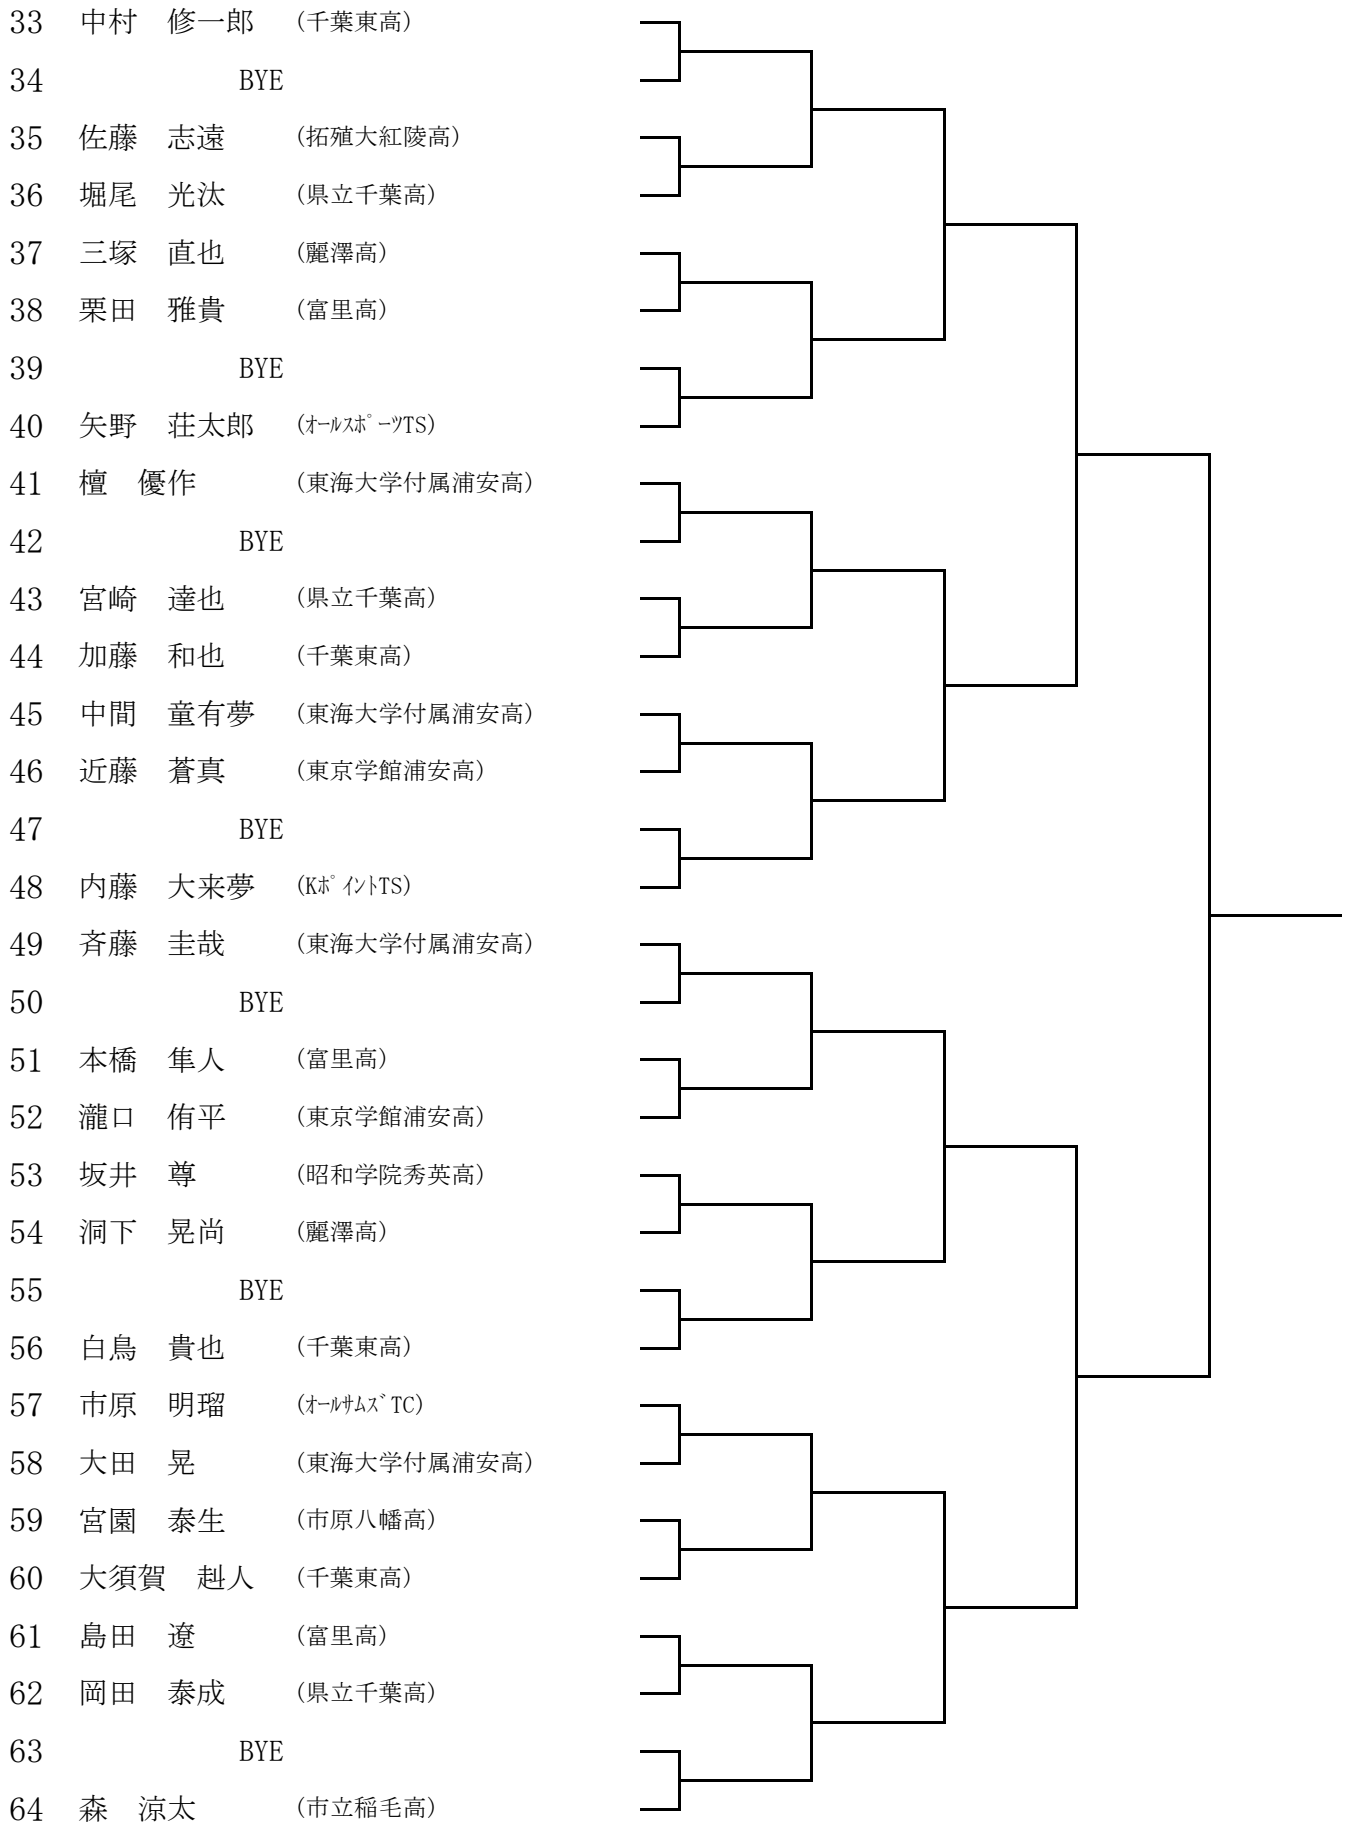 33 中村 修一郎 (千葉東高)
34 BYE
35 佐藤 志遠 (拓殖大紅陵高)
36 堀尾 光汰 (県立千葉高)
37 三塚 直也 (麗澤高)
38 栗田 雅貴 (富里高)
39 BYE
40 矢野 荘太郎 (ｵｰﾙｽﾎﾟｰﾂTS)
41 檀 優作 (東海大学付属浦安高)
42 BYE
43 宮崎 達也 (県立千葉高)
44 加藤 和也 (千葉東高)
45 中間 童有夢 (東海大学付属浦安高)
46 近藤 蒼真 (東京学館浦安高)
47 BYE
48 内藤 大来夢 (KﾎﾟｲﾝﾄTS)
49 斉藤 圭哉 (東海大学付属浦安高)
50 BYE
51 本橋 隼人 (富里高)
52 瀧口 侑平 (東京学館浦安高)
53 坂井 尊 (昭和学院秀英高)
54 洞下 晃尚 (麗澤高)
55 BYE
56 白鳥 貴也 (千葉東高)
57 市原 明瑠 (ｵｰﾙｻﾑｽﾞTC)
58 大田 晃 (東海大学付属浦安高)
59 宮園 泰生 (市原八幡高)
60 大須賀 赳人 (千葉東高)
61 島田 遼 (富里高)
62 岡田 泰成 (県立千葉高)
63 BYE
64 森 涼太 (市立稲毛高)